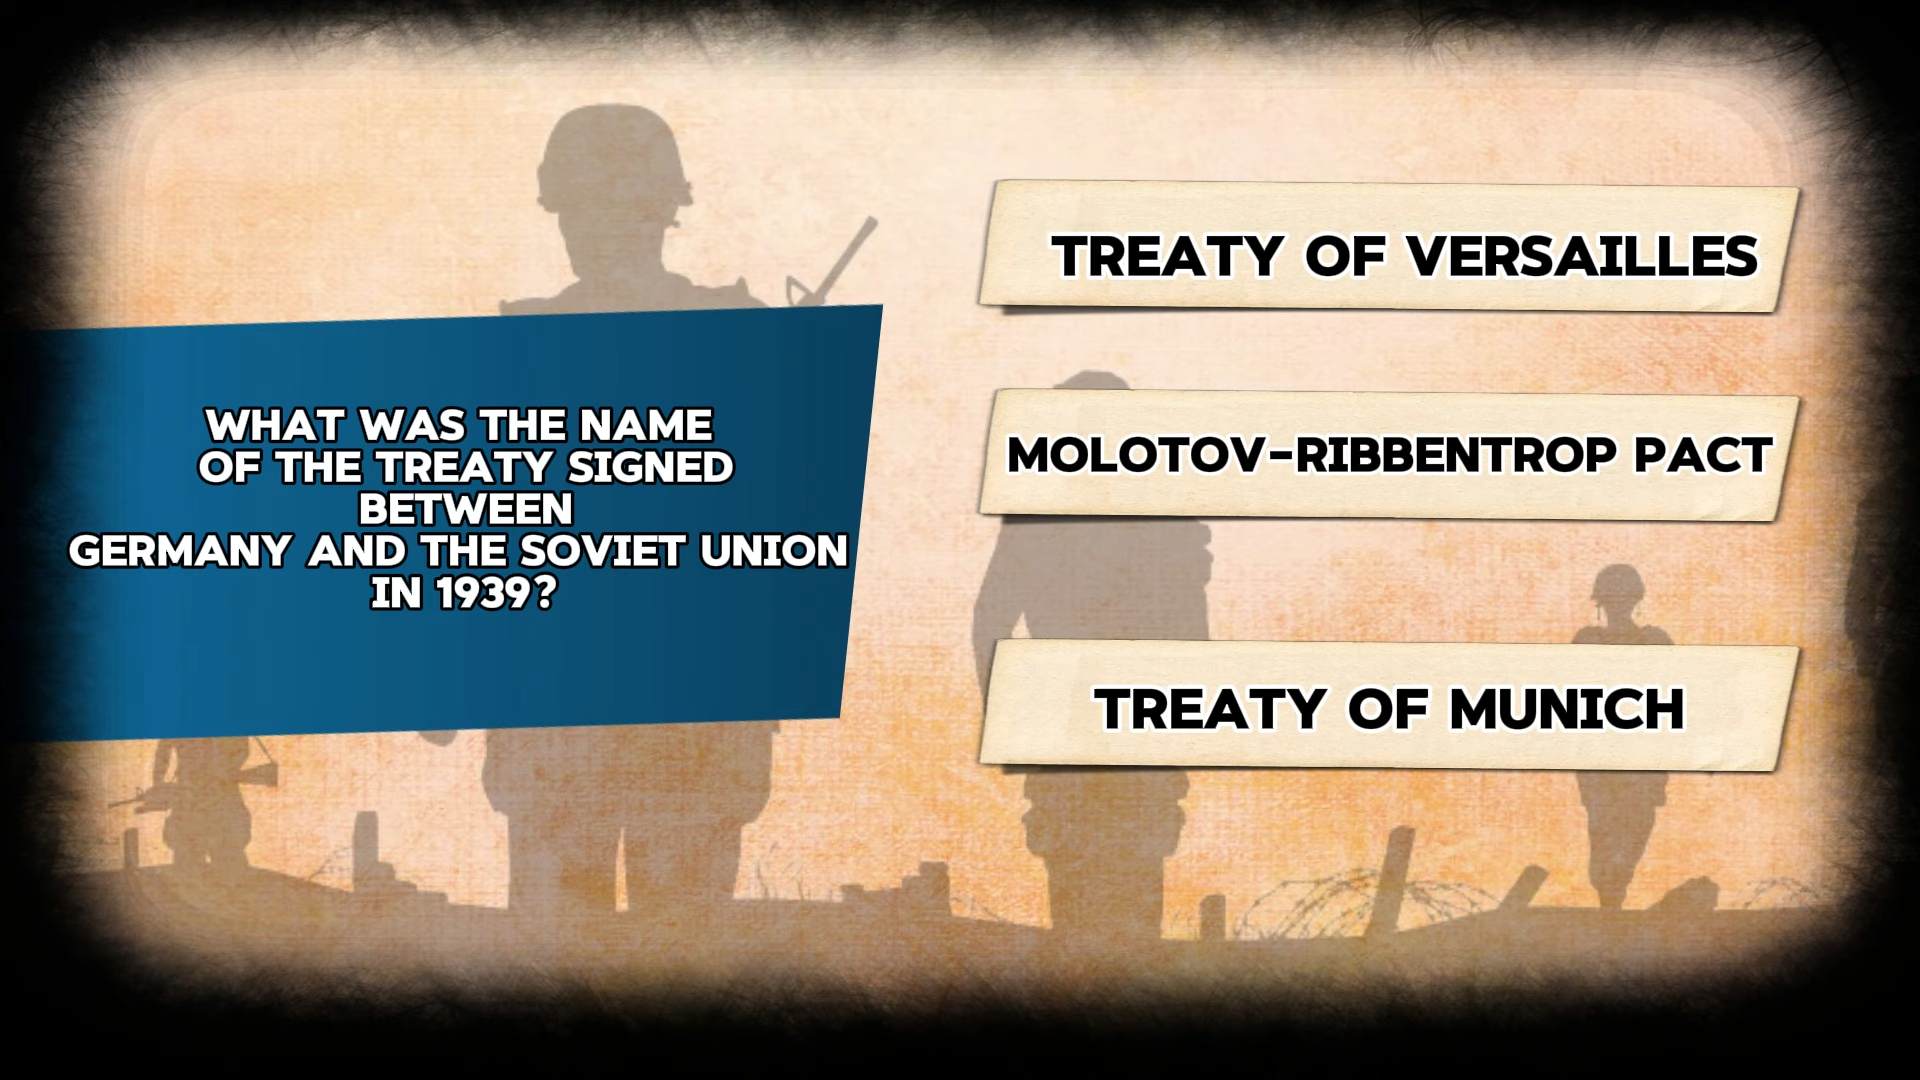 WHAT WAS THE NAME
OF THE TREATY SIGNED
BETWEEN
GERMANY AND THE SOVIET UNION
IN 1939?
TREATY OF VERSAILLES
MOLOTOV-RIBBENTROP PACT
TREATY OF MUNICH